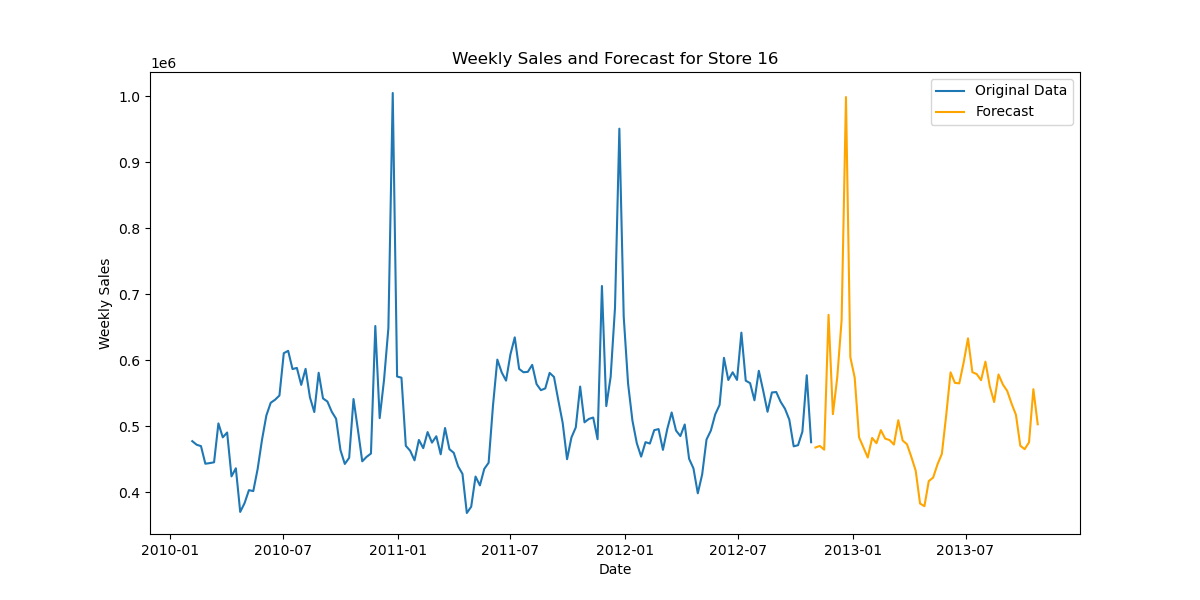 Weekly Sales and Forecast for Store 16
1e6
Original Data
Forecast
1.0
0.9
0.8
0.7
0.6
0.5
0.4
Weekly Sales
2010-01 2010-07 2011-01 2011-07 2012-01 2012-07 2013-01 2013-07
Date